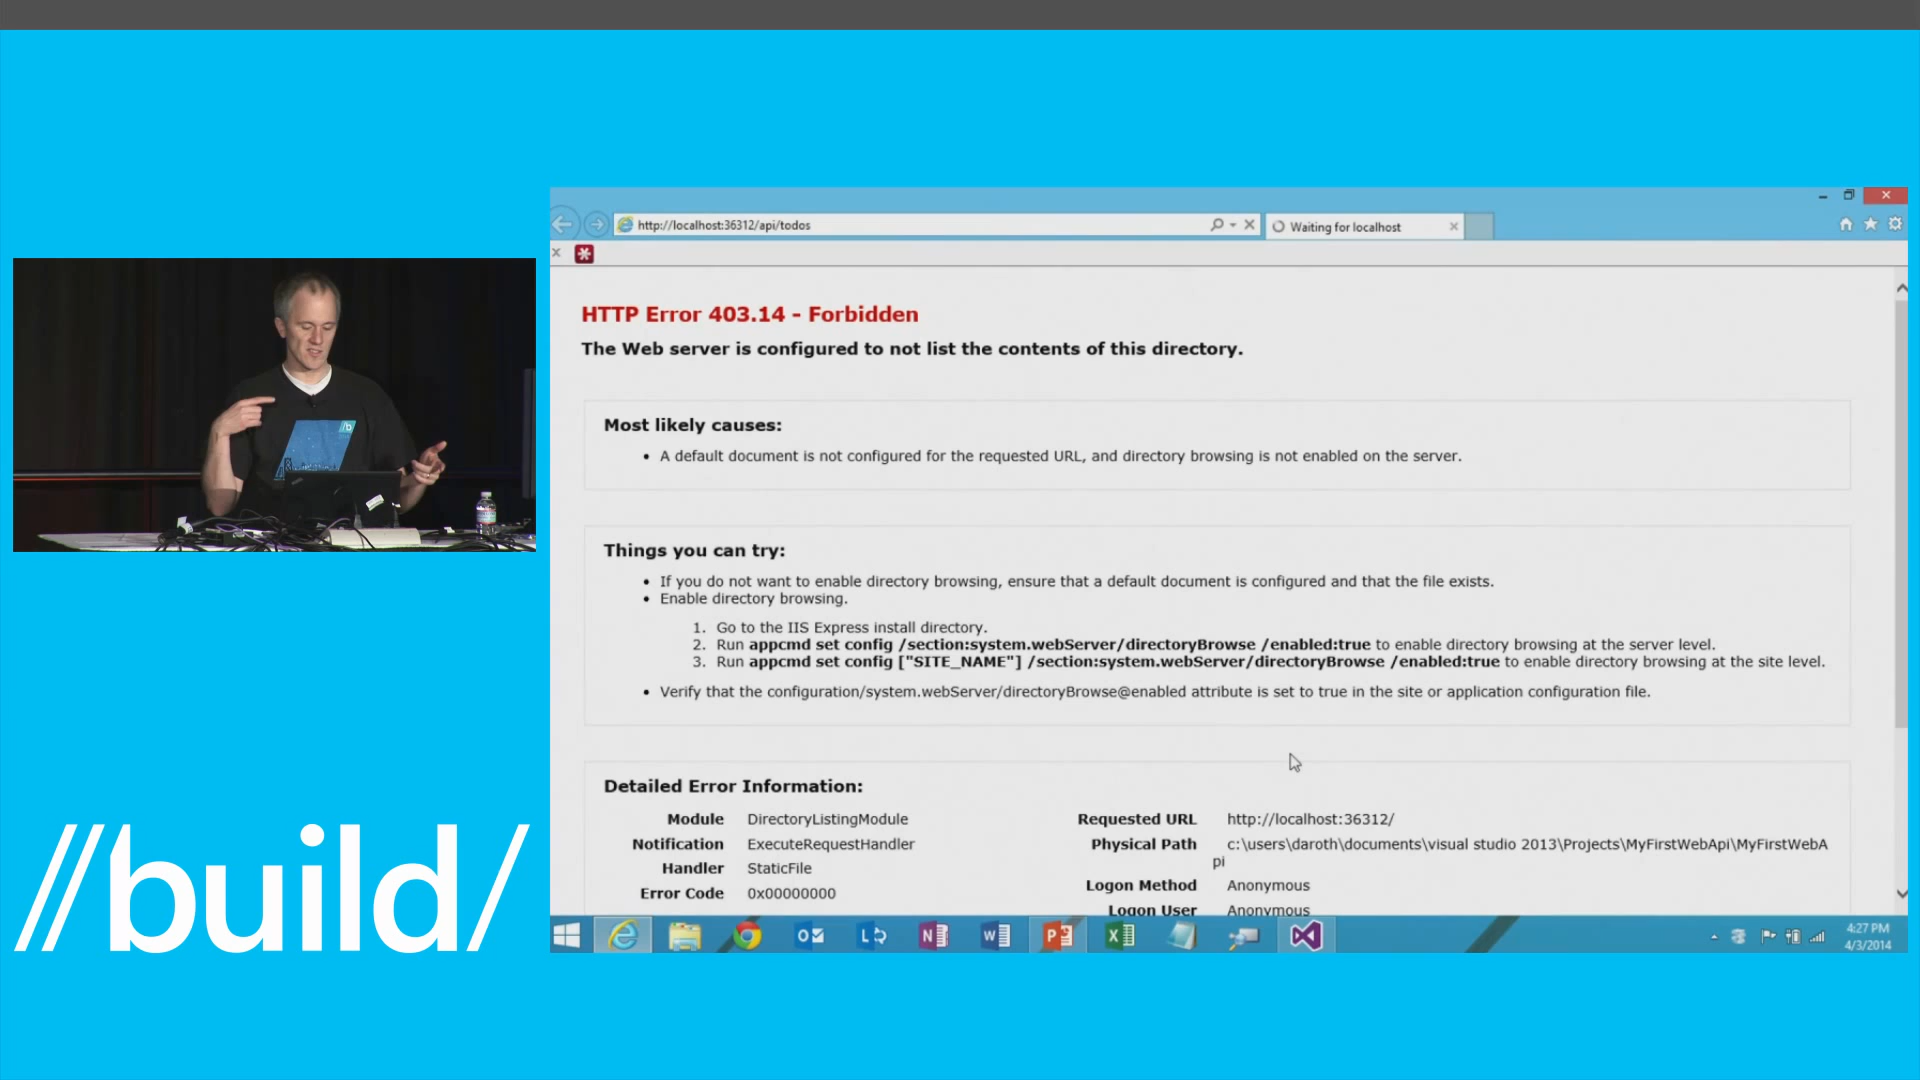 http://localhost:36312/api/todos
Waiting for localhost
HTTP Error 403.14 - Forbidden
The Web server is configured to not list the contents of this directory.
Most likely causes:
• A default document is not configured for the requested URL, and directory browsing is not enabled on the server.
Things you can try:
• If you do not want to enable directory browsing, ensure that a default document is configured and that the file exists.
• Enable directory browsing.
1. Go to the IIS Express install directory.
2. Run appcmd set config /section:system.webServer/directoryBrowse /enabled:true to enable directory browsing at the server level.
3. Run appcmd set config ["SITE_NAME"] /section:system.webServer/directoryBrowse /enabled:true to enable directory browsing at the site level.
• Verify that the configuration/system.webServer/directoryBrowse@enabled attribute is set to true in the site or application configuration file.
Detailed Error Information:
Module DirectoryListingModule
Notification ExecuteRequestHandler
Handler StaticFile
Error Code 0x00000000
Requested URL http://localhost:36312/
Physical Path c:\users\daroth\documents\visual studio 2013\Projects\MyFirstWebApi\MyFirstWebA
pi
Logon Method Anonymous
Logon User Anonymous
4:27 PM
4/3/2014
//build/